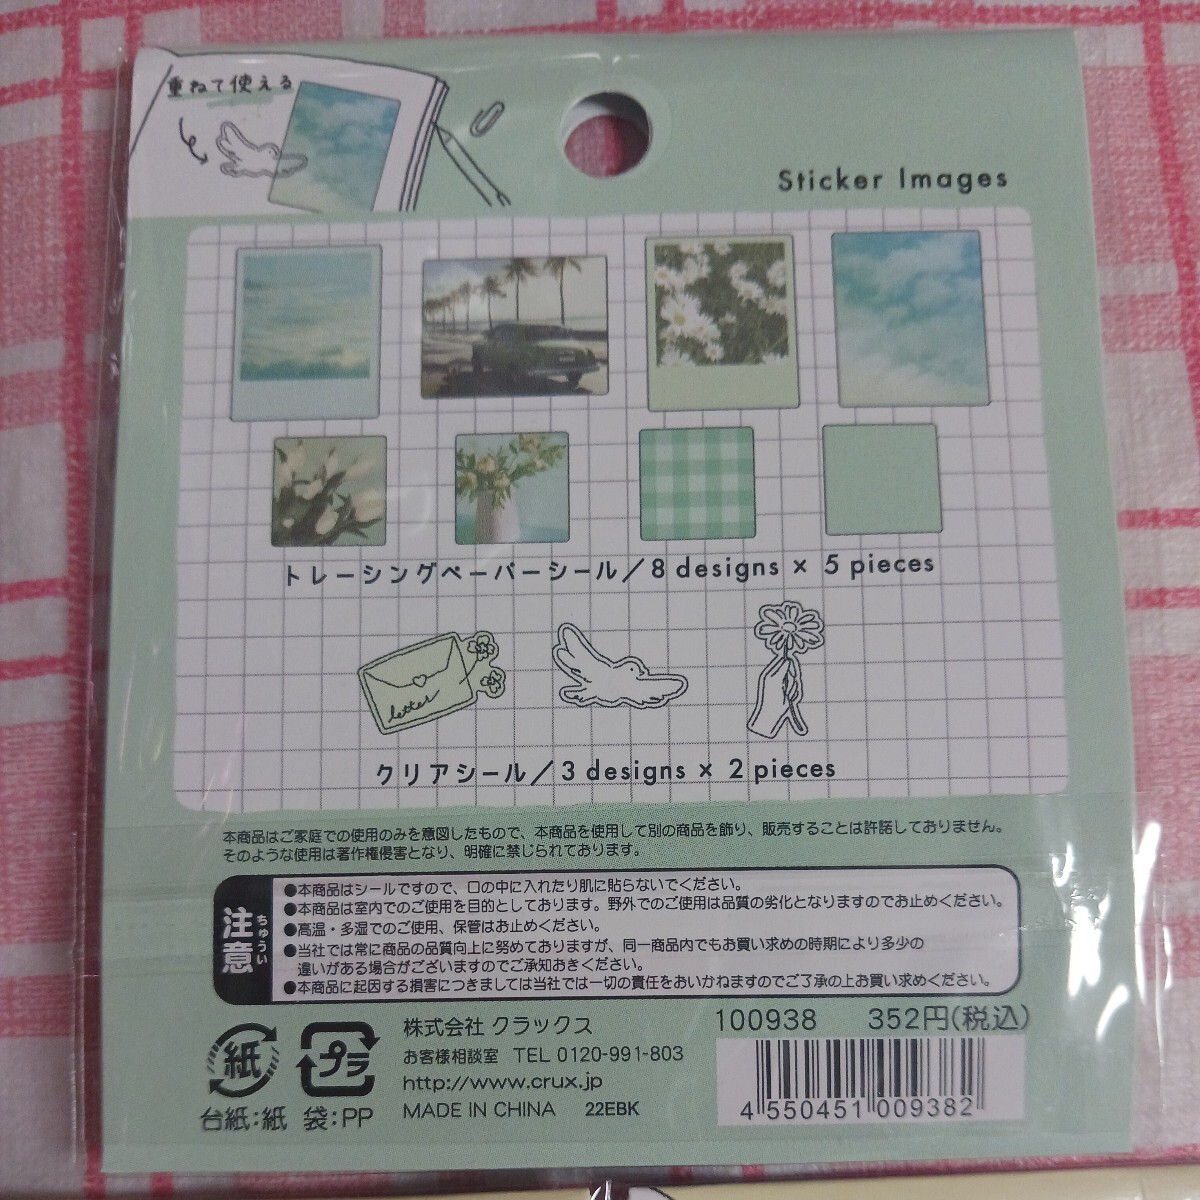 重ねて使える
Sticker Images
トレーシングペーパーシール/8 designs × 5 pieces
letter
クリアシール/3 designs × 2 pieces
本商品はご家庭での使用のみを意図したもので、本商品を使用して別の商品を飾り、販売することは許諾しておりません。
そのような使用は著作権侵害となり、明確に禁じられております。
注意
ちゅうい
●本商品はシールですので、口の中に入れたり肌に貼らないでください。
●本商品は室内でのご使用を目的としております。野外でのご使用は品質の劣化となりますのでお止めください。
●高温・多湿でのご使用、保管はお止めください。
●当社では常に商品の品質向上に努めておりますが、同一商品内でもお買い求めの時期により多少の
違いがある場合がございますのでご承知おきください。
●本商品に起因する損害につきましては当社では一切の責任をおいかねますのでご了承の上お買い求めください。
紙
プラ
台紙:紙 袋:PP
株式会社 クラックス
お客様相談室 TEL 0120-991-803
http://www.crux.jp
MADE IN CHINA 22EBK
100938 352円(税込)
4 550451 009382